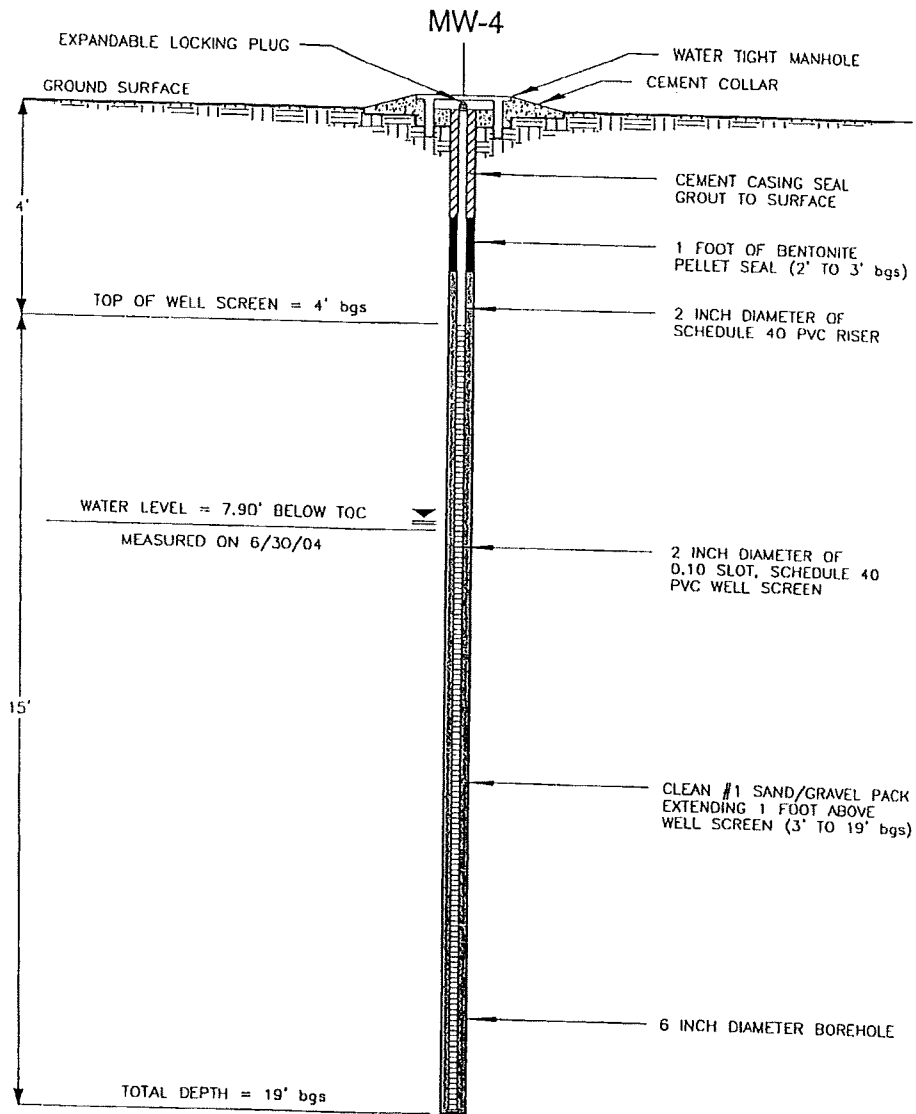 MW-4
EXPANDABLE LOCKING PLUG
WATER TIGHT MANHOLE
CEMENT COLLAR
GROUND SURFACE
CEMENT CASING SEAL
GROUT TO SURFACE
4'
1 FOOT OF BENTONITE
PELLET SEAL (2' TO 3' bgs)
TOP OF WELL SCREEN = 4' bgs
2 INCH DIAMETER OF
SCHEDULE 40 PVC RISER
WATER LEVEL = 7.90' BELOW TOC
MEASURED ON 6/30/04
2 INCH DIAMETER OF
0.10 SLOT, SCHEDULE 40
PVC WELL SCREEN
15'
CLEAN #1 SAND/GRAVEL PACK
EXTENDING 1 FOOT ABOVE
WELL SCREEN (3' TO 19' bgs)
6 INCH DIAMETER BOREHOLE
TOTAL DEPTH = 19' bgs